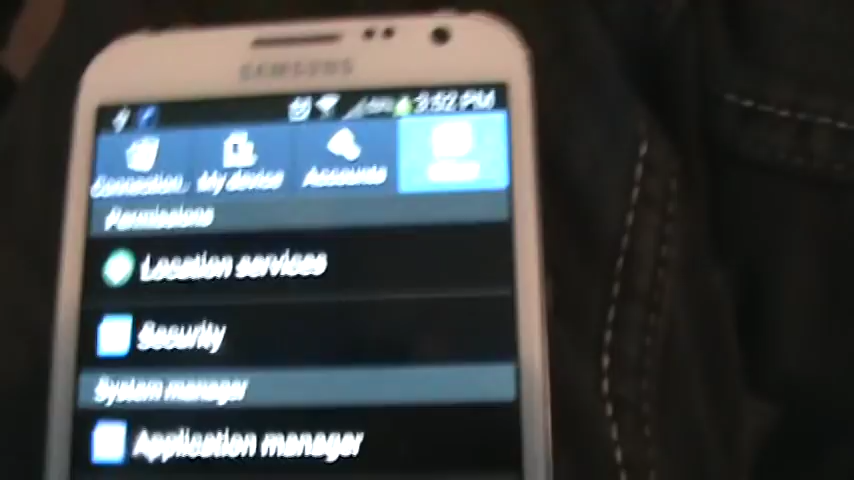 SAMSUNG
3:52 PM
Connection..
My device
Accounts
Permissions
Location services
Security
System manager
Application manager